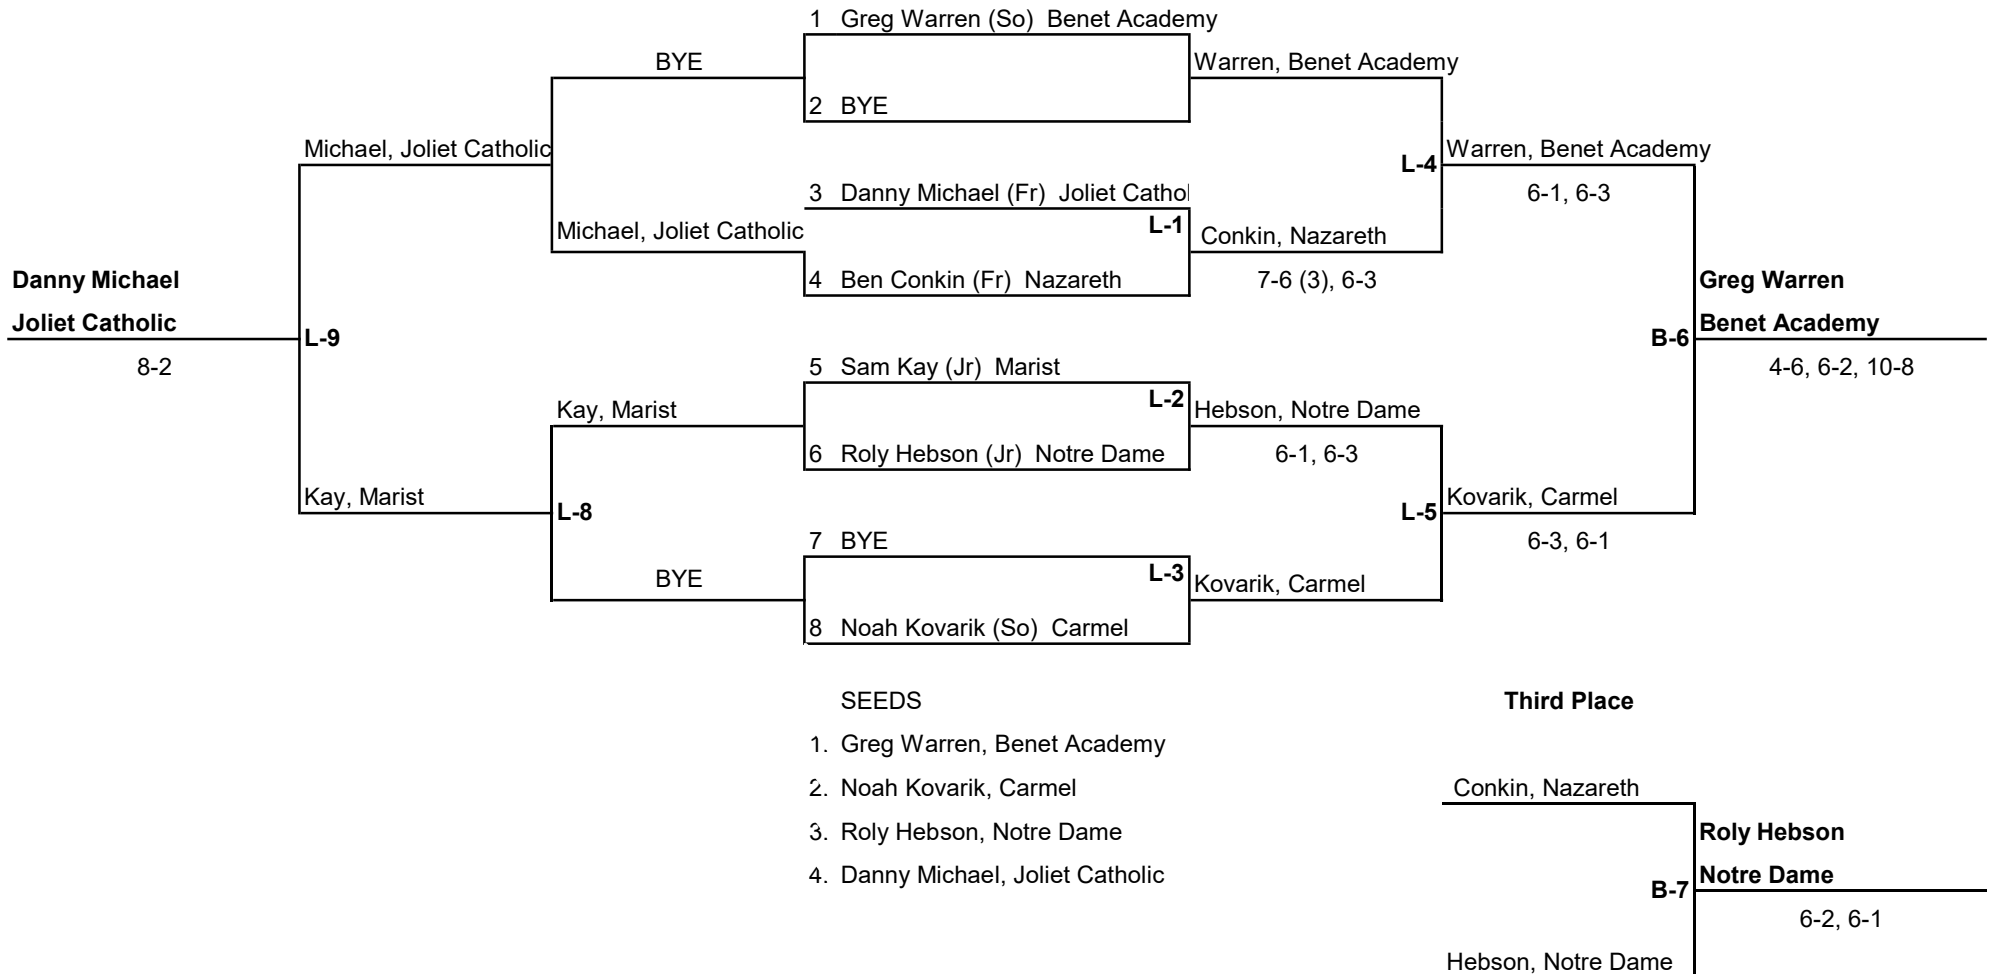 1 Greg Warren (So) Benet Academy
BYE
Warren, Benet Academy
2 BYE
Michael, Joliet Catholic
L-4
Warren, Benet Academy
3 Danny Michael (Fr) Joliet Cathol
6-1, 6-3
L-1
Michael, Joliet Catholic
Conkin, Nazareth
4 Ben Conkin (Fr) Nazareth
7-6 (3), 6-3
Danny Michael
Joliet Catholic
L-9
8-2
Greg Warren
B-6
Benet Academy
4-6, 6-2, 10-8
5 Sam Kay (Jr) Marist
L-2
Kay, Marist
Hebson, Notre Dame
6 Roly Hebson (Jr) Notre Dame
6-1, 6-3
Kay, Marist
L-8
L-5
Kovarik, Carmel
6-3, 6-1
7 BYE
L-3
BYE
Kovarik, Carmel
8 Noah Kovarik (So) Carmel
SEEDS
1. Greg Warren, Benet Academy
2. Noah Kovarik, Carmel
3. Roly Hebson, Notre Dame
4. Danny Michael, Joliet Catholic
Third Place
Conkin, Nazareth
Roly Hebson
Notre Dame
B-7
6-2, 6-1
Hebson, Notre Dame